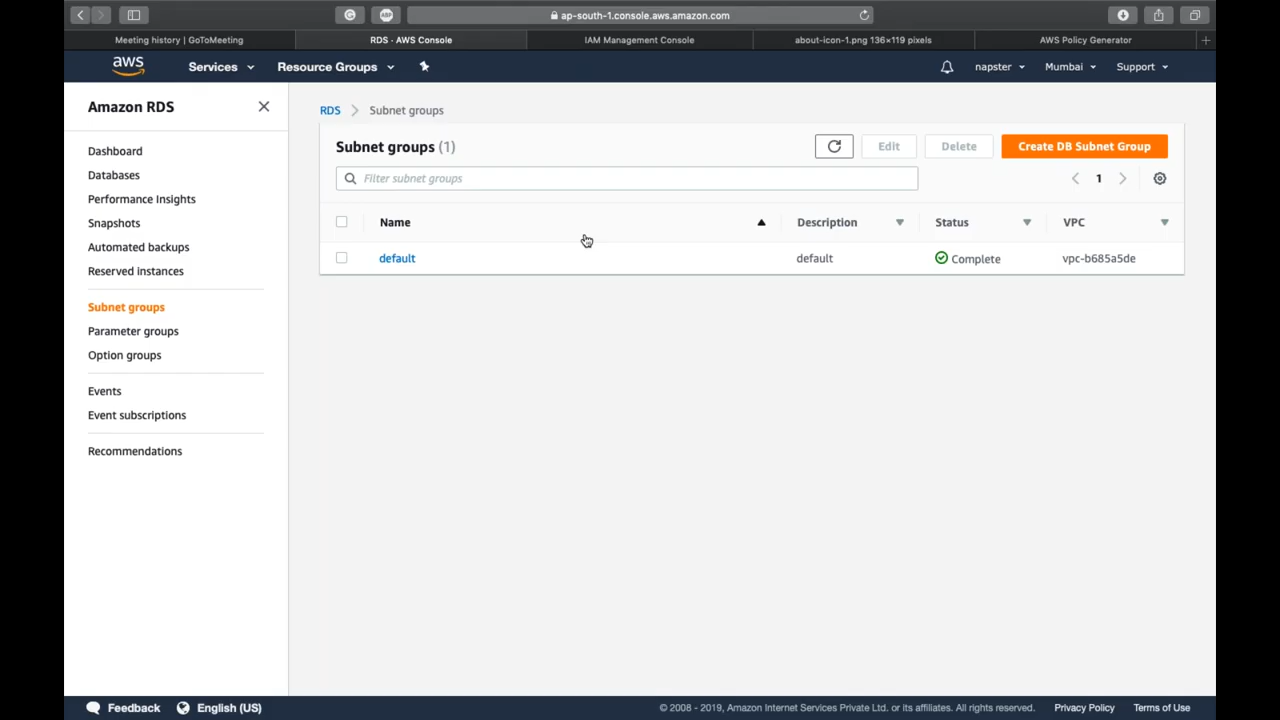 ap-south-1.console.aws.amazon.com
Meeting history | GoToMeeting
RDS · AWS Console
IAM Management Console
about-icon-1.png 136×119 pixels
AWS Policy Generator
aws
Services
Resource Groups
napster
Mumbai
Support
Amazon RDS
Dashboard
Databases
Performance Insights
Snapshots
Automated backups
Reserved instances
Subnet groups
Parameter groups
Option groups
Events
Event subscriptions
Recommendations
RDS
Subnet groups
Subnet groups (1)
Edit
Delete
Create DB Subnet Group
Filter subnet groups
1
Name
Description
Status
VPC
default
default
Complete
vpc-b685a5de
Feedback
English (US)
© 2008 - 2019, Amazon Internet Services Private Ltd. or its affiliates. All rights reserved.
Privacy Policy
Terms of Use